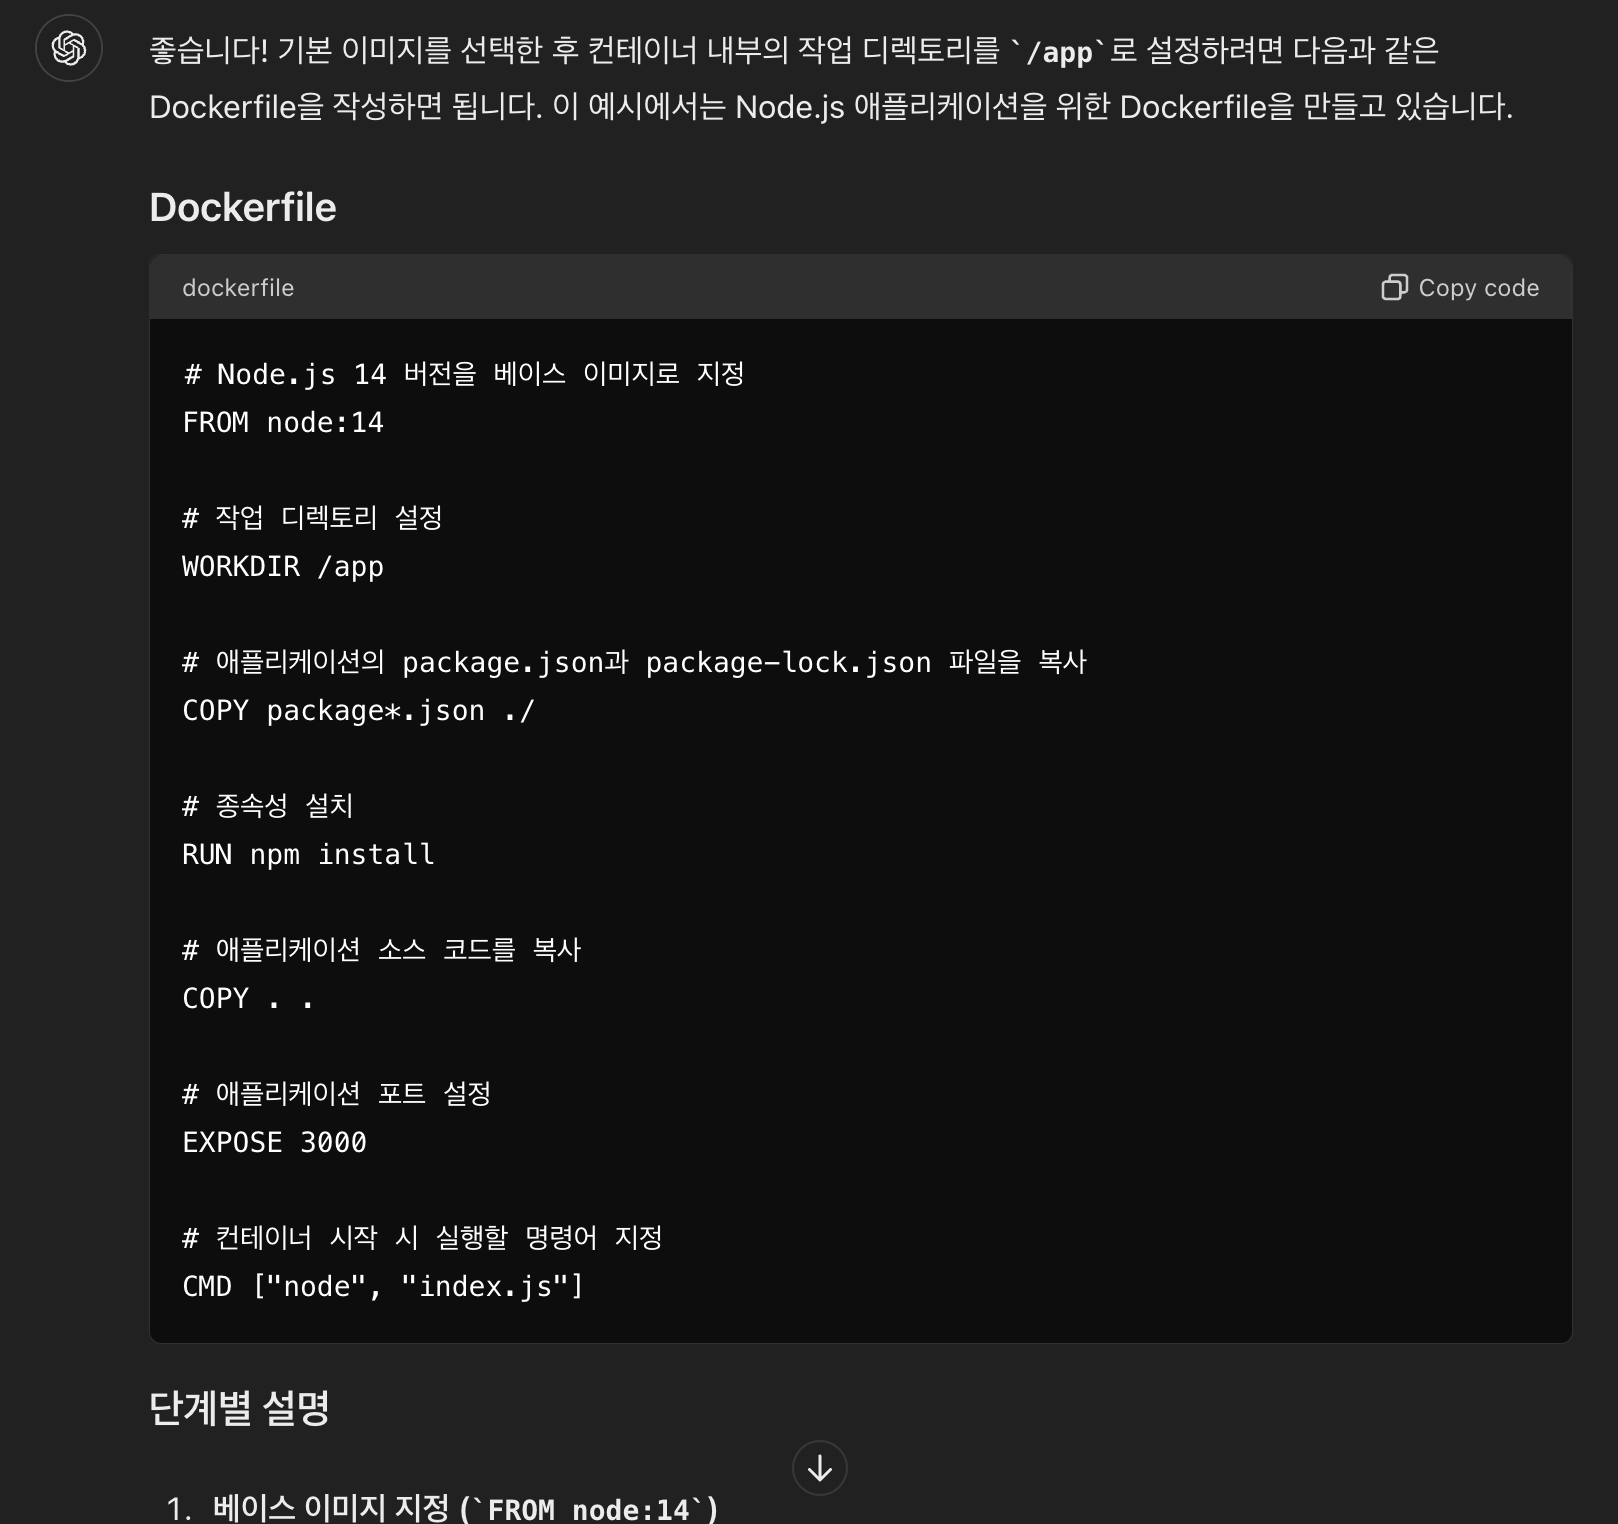 좋습니다! 기본 이미지를 선택한 후 컨테이너 내부의 작업 디렉토리를 `/app`로 설정하려면 다음과 같은
Dockerfile을 작성하면 됩니다. 이 예시에서는 Node.js 애플리케이션을 위한 Dockerfile을 만들고 있습니다.
Dockerfile
dockerfile
Copy code
# Node.js 14 버전을 베이스 이미지로 지정
FROM node:14
# 작업 디렉토리 설정
WORKDIR /app
# 애플리케이션의 package.json과 package-lock.json 파일을 복사
COPY package*.json ./
# 종속성 설치
RUN npm install
# 애플리케이션 소스 코드를 복사
COPY . .
# 애플리케이션 포트 설정
EXPOSE 3000
# 컨테이너 시작 시 실행할 명령어 지정
CMD ["node", "index.js"]
단계별 설명
1. 베이스 이미지 지정 (`FROM node:14`)